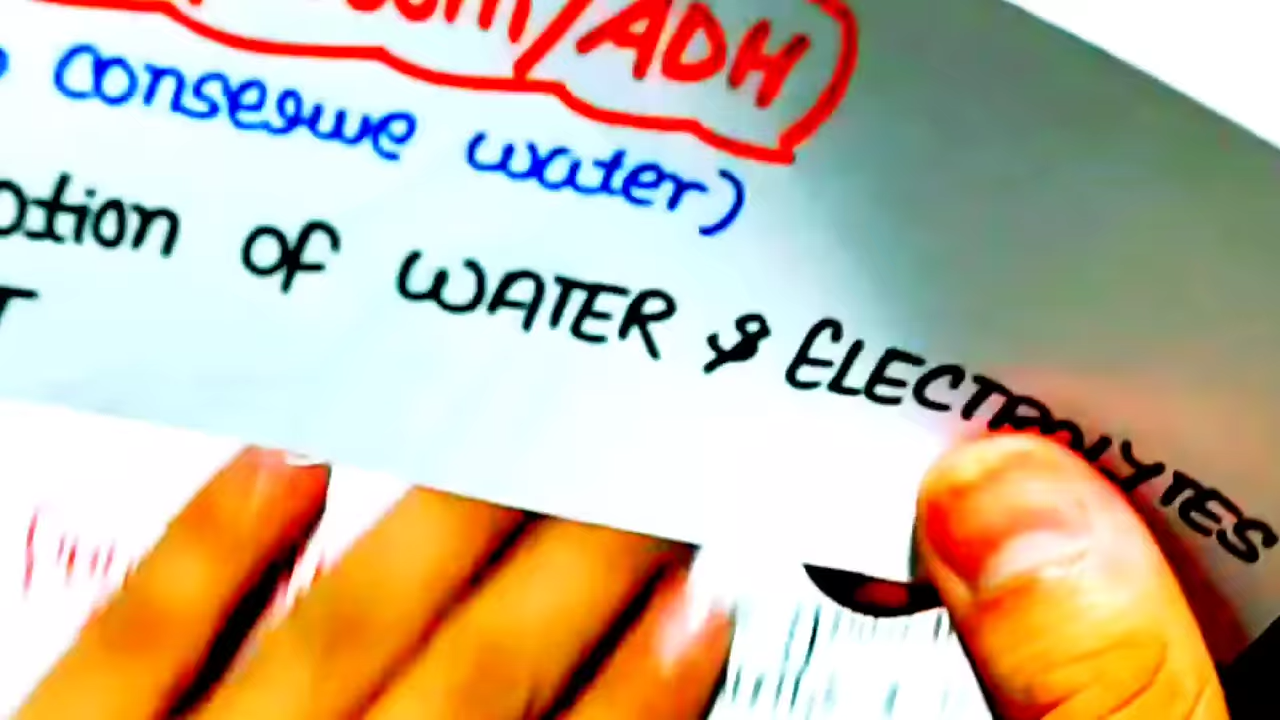 /ADH)
conserve water)
of WATER & ELECTROLYTES